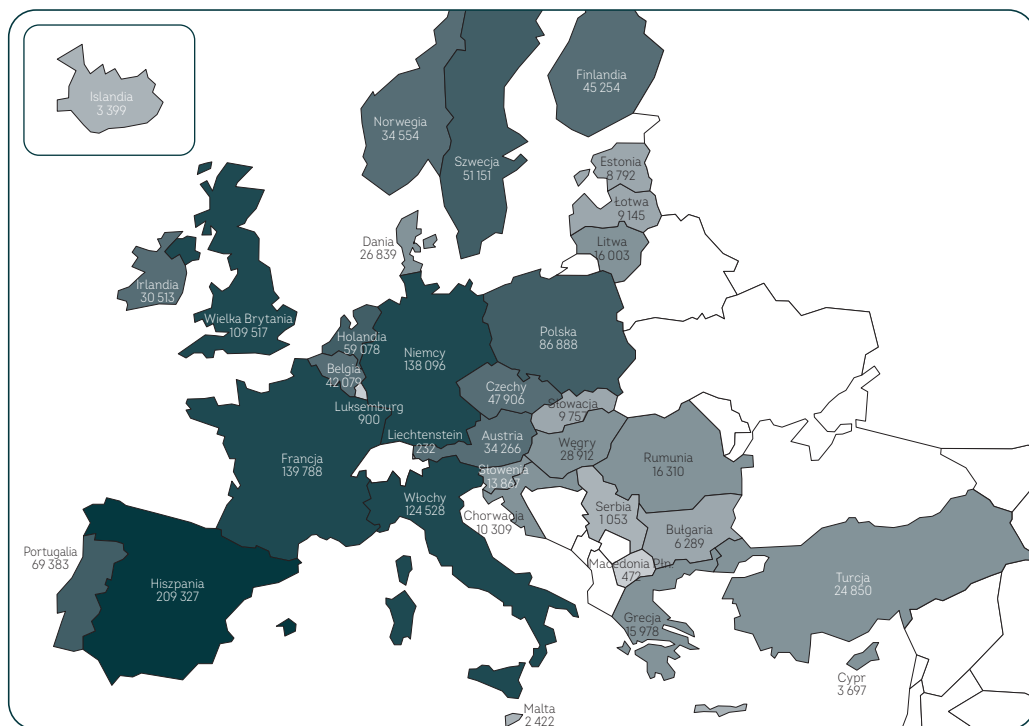 Islandia
3 399
Finlandia
45 254
Norwegia
34 554
Szwecja
51 151
Estonia
8 792
Łotwa
9 145
Litwa
16 003
Dania
26 839
Irlandia
30 513
Wielka Brytania
109 517
Holandia
59 078
Polska
86 888
Niemcy
138 096
Belgia
42 079
Czechy
47 906
Luksemburg
900
Słowacja
9 757
Liechtenstein
232
Austria
34 266
Węgry
28 912
Francja
139 788
Rumunia
16 310
Słowenia
13 867
Włochy
124 528
Chorwacja
10 309
Serbia
1 053
Bułgaria
6 289
Portugalia
69 383
Macedonia Płn.
472
Hiszpania
209 327
Turcja
24 850
Grecja
15 978
Cypr
3 697
Malta
2 422